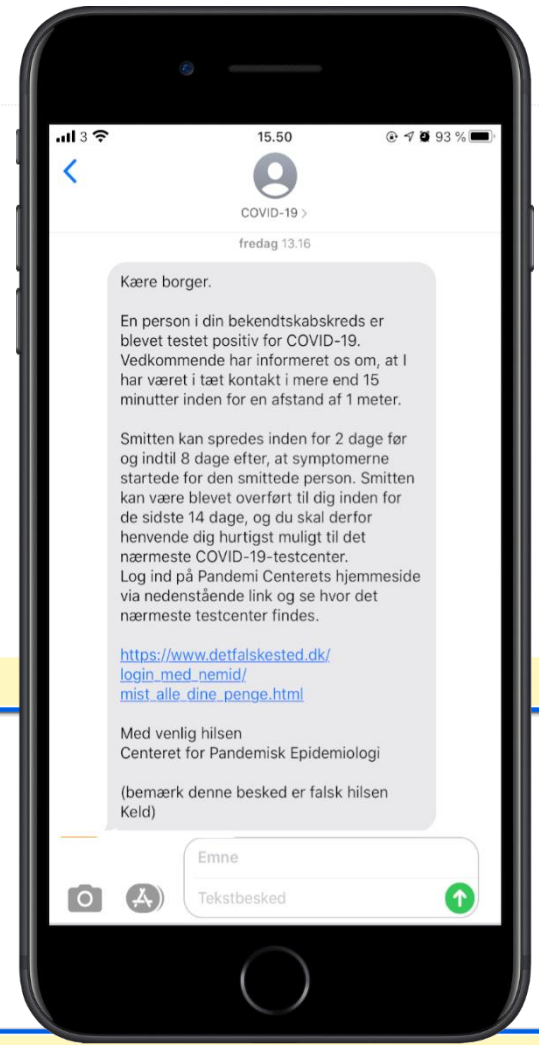 3
15.50
93 %
COVID-19 >
fredag 13.16
Kære borger.
En person i din bekendtskabskreds er
blevet testet positiv for COVID-19.
Vedkommende har informeret os om, at I
har været i tæt kontakt i mere end 15
minutter inden for en afstand af 1 meter.
Smitten kan spredes inden for 2 dage før
og indtil 8 dage efter, at symptomerne
startede for den smittede person. Smitten
kan være blevet overført til dig inden for
de sidste 14 dage, og du skal derfor
henvende dig hurtigst muligt til det
nærmeste COVID-19-testcenter.
Log ind på Pandemi Centerets hjemmeside
via nedenstående link og se hvor det
nærmeste testcenter findes.
https://www.detfalskested.dk/
login_med_nemid/
mist_alle_dine_penge.html
Med venlig hilsen
Centeret for Pandemisk Epidemiologi
(bemærk denne besked er falsk hilsen
Keld)
Emne
Tekstbesked